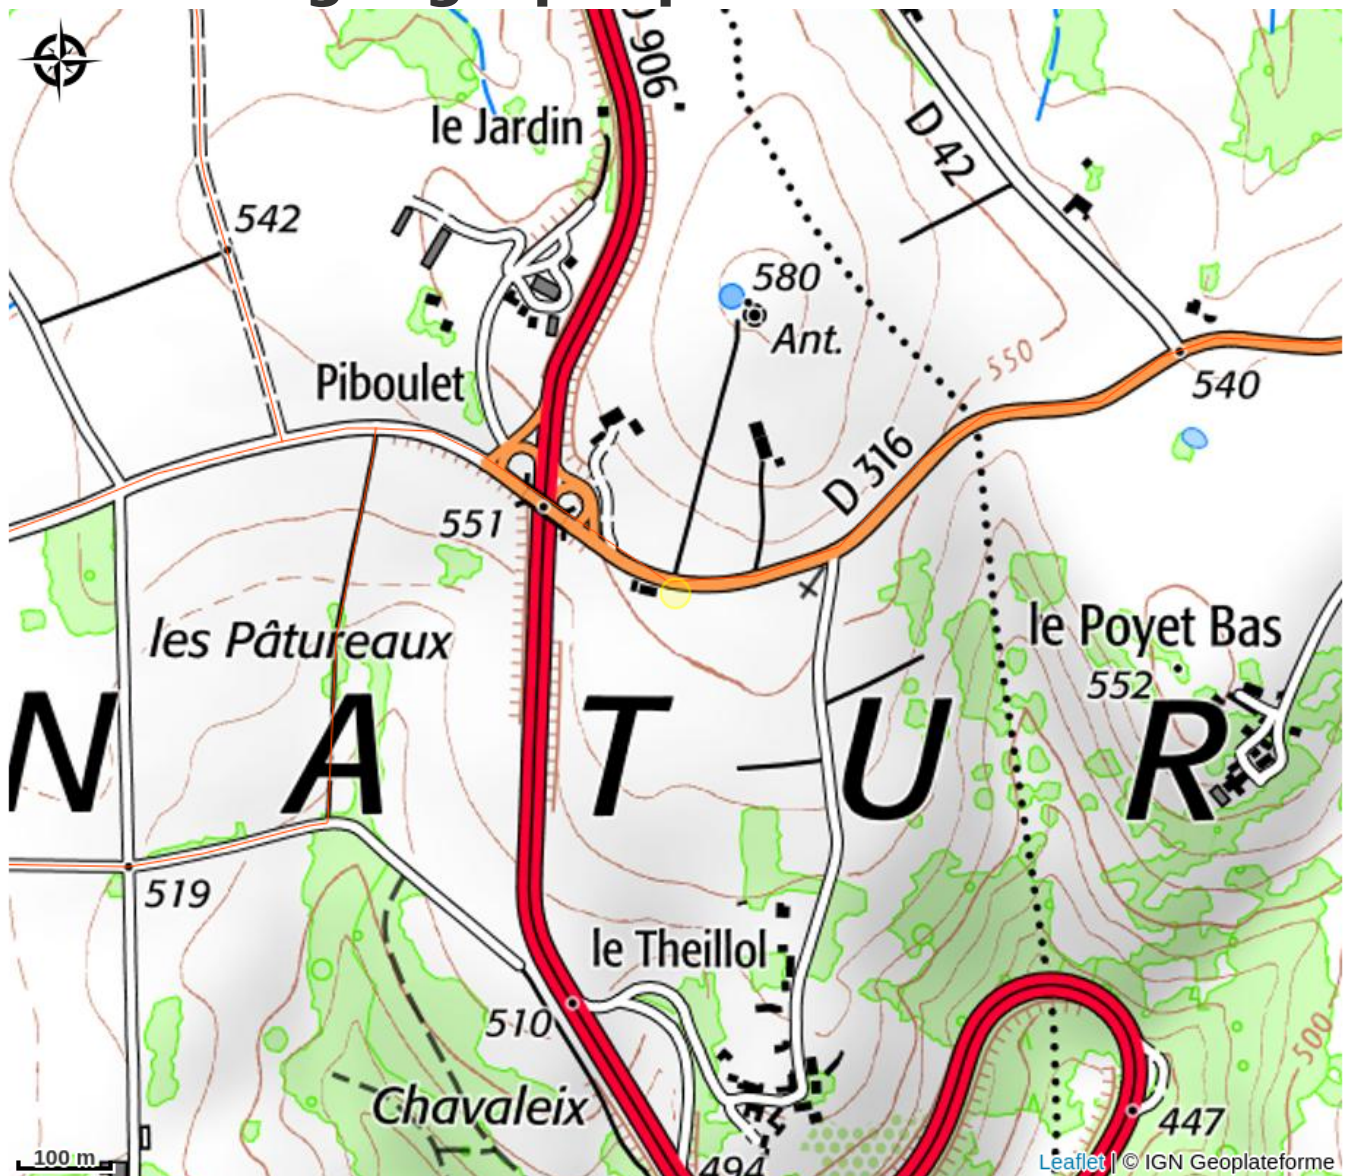 D 906
le Jardin
D 42
542
580
Ant.
550
Piboulet
540
D 316
551
les Pâtureaux
le Poyet Bas
552
N A T U R
519
le Theillol
510
500
Chavaleix
447
494
100 m
Leaflet | © IGN Geoplateforme